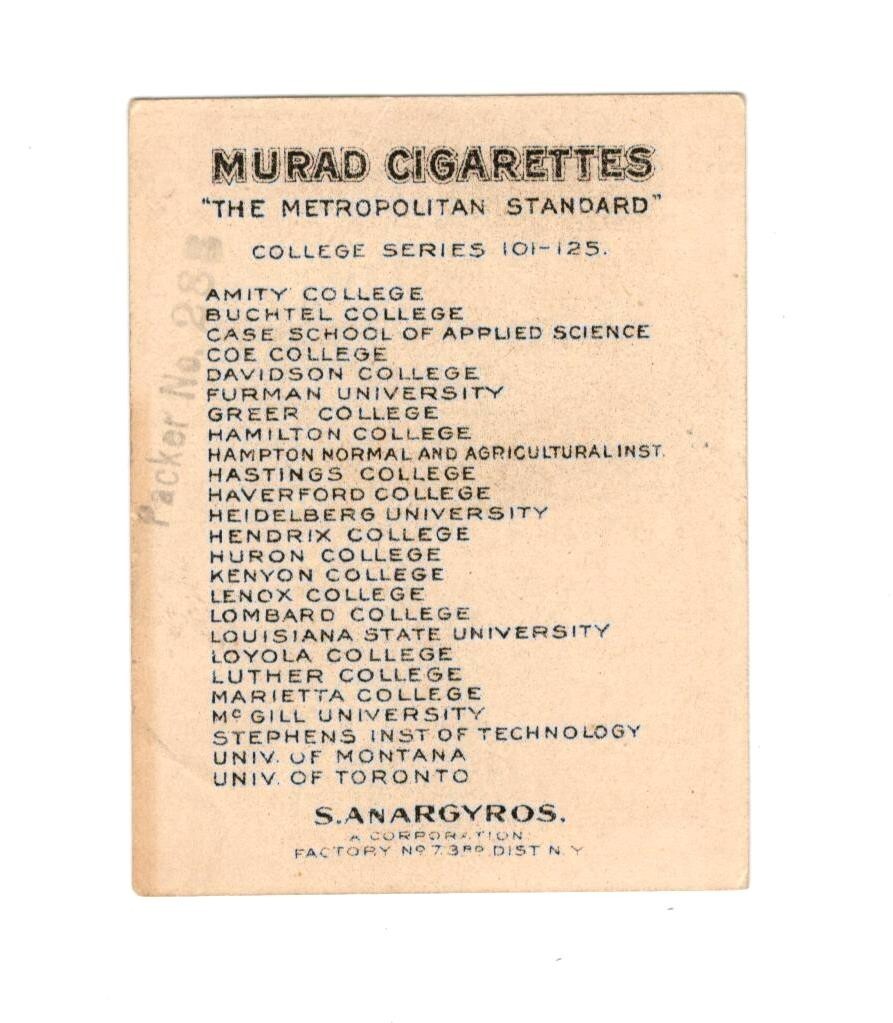 MURAD CIGARETTES
"THE METROPOLITAN STANDARD"
COLLEGE SERIES 101-125.
AMITY COLLEGE
BUCHTEL COLLEGE
CASE SCHOOL OF APPLIED SCIENCE
COE COLLEGE
DAVIDSON COLLEGE
FURMAN UNIVERSITY
GREER COLLEGE
HAMILTON COLLEGE
HAMPTON NORMAL AND AGRICULTURAL INST.
HASTINGS COLLEGE
HAVERFORD COLLEGE
HEIDELBERG UNIVERSITY
HENDRIX COLLEGE
HURON COLLEGE
KENYON COLLEGE
LENOX COLLEGE
LOMBARD COLLEGE
LOUISIANA STATE UNIVERSITY
LOYOLA COLLEGE
LUTHER COLLEGE
MARIETTA COLLEGE
McGILL UNIVERSITY
STEPHENS INST OF TECHNOLOGY
UNIV. OF MONTANA
UNIV. OF TORONTO
S. ANARGYROS.
A CORPORATION
FACTORY No 7. 3RD DIST N.Y
Packer No.